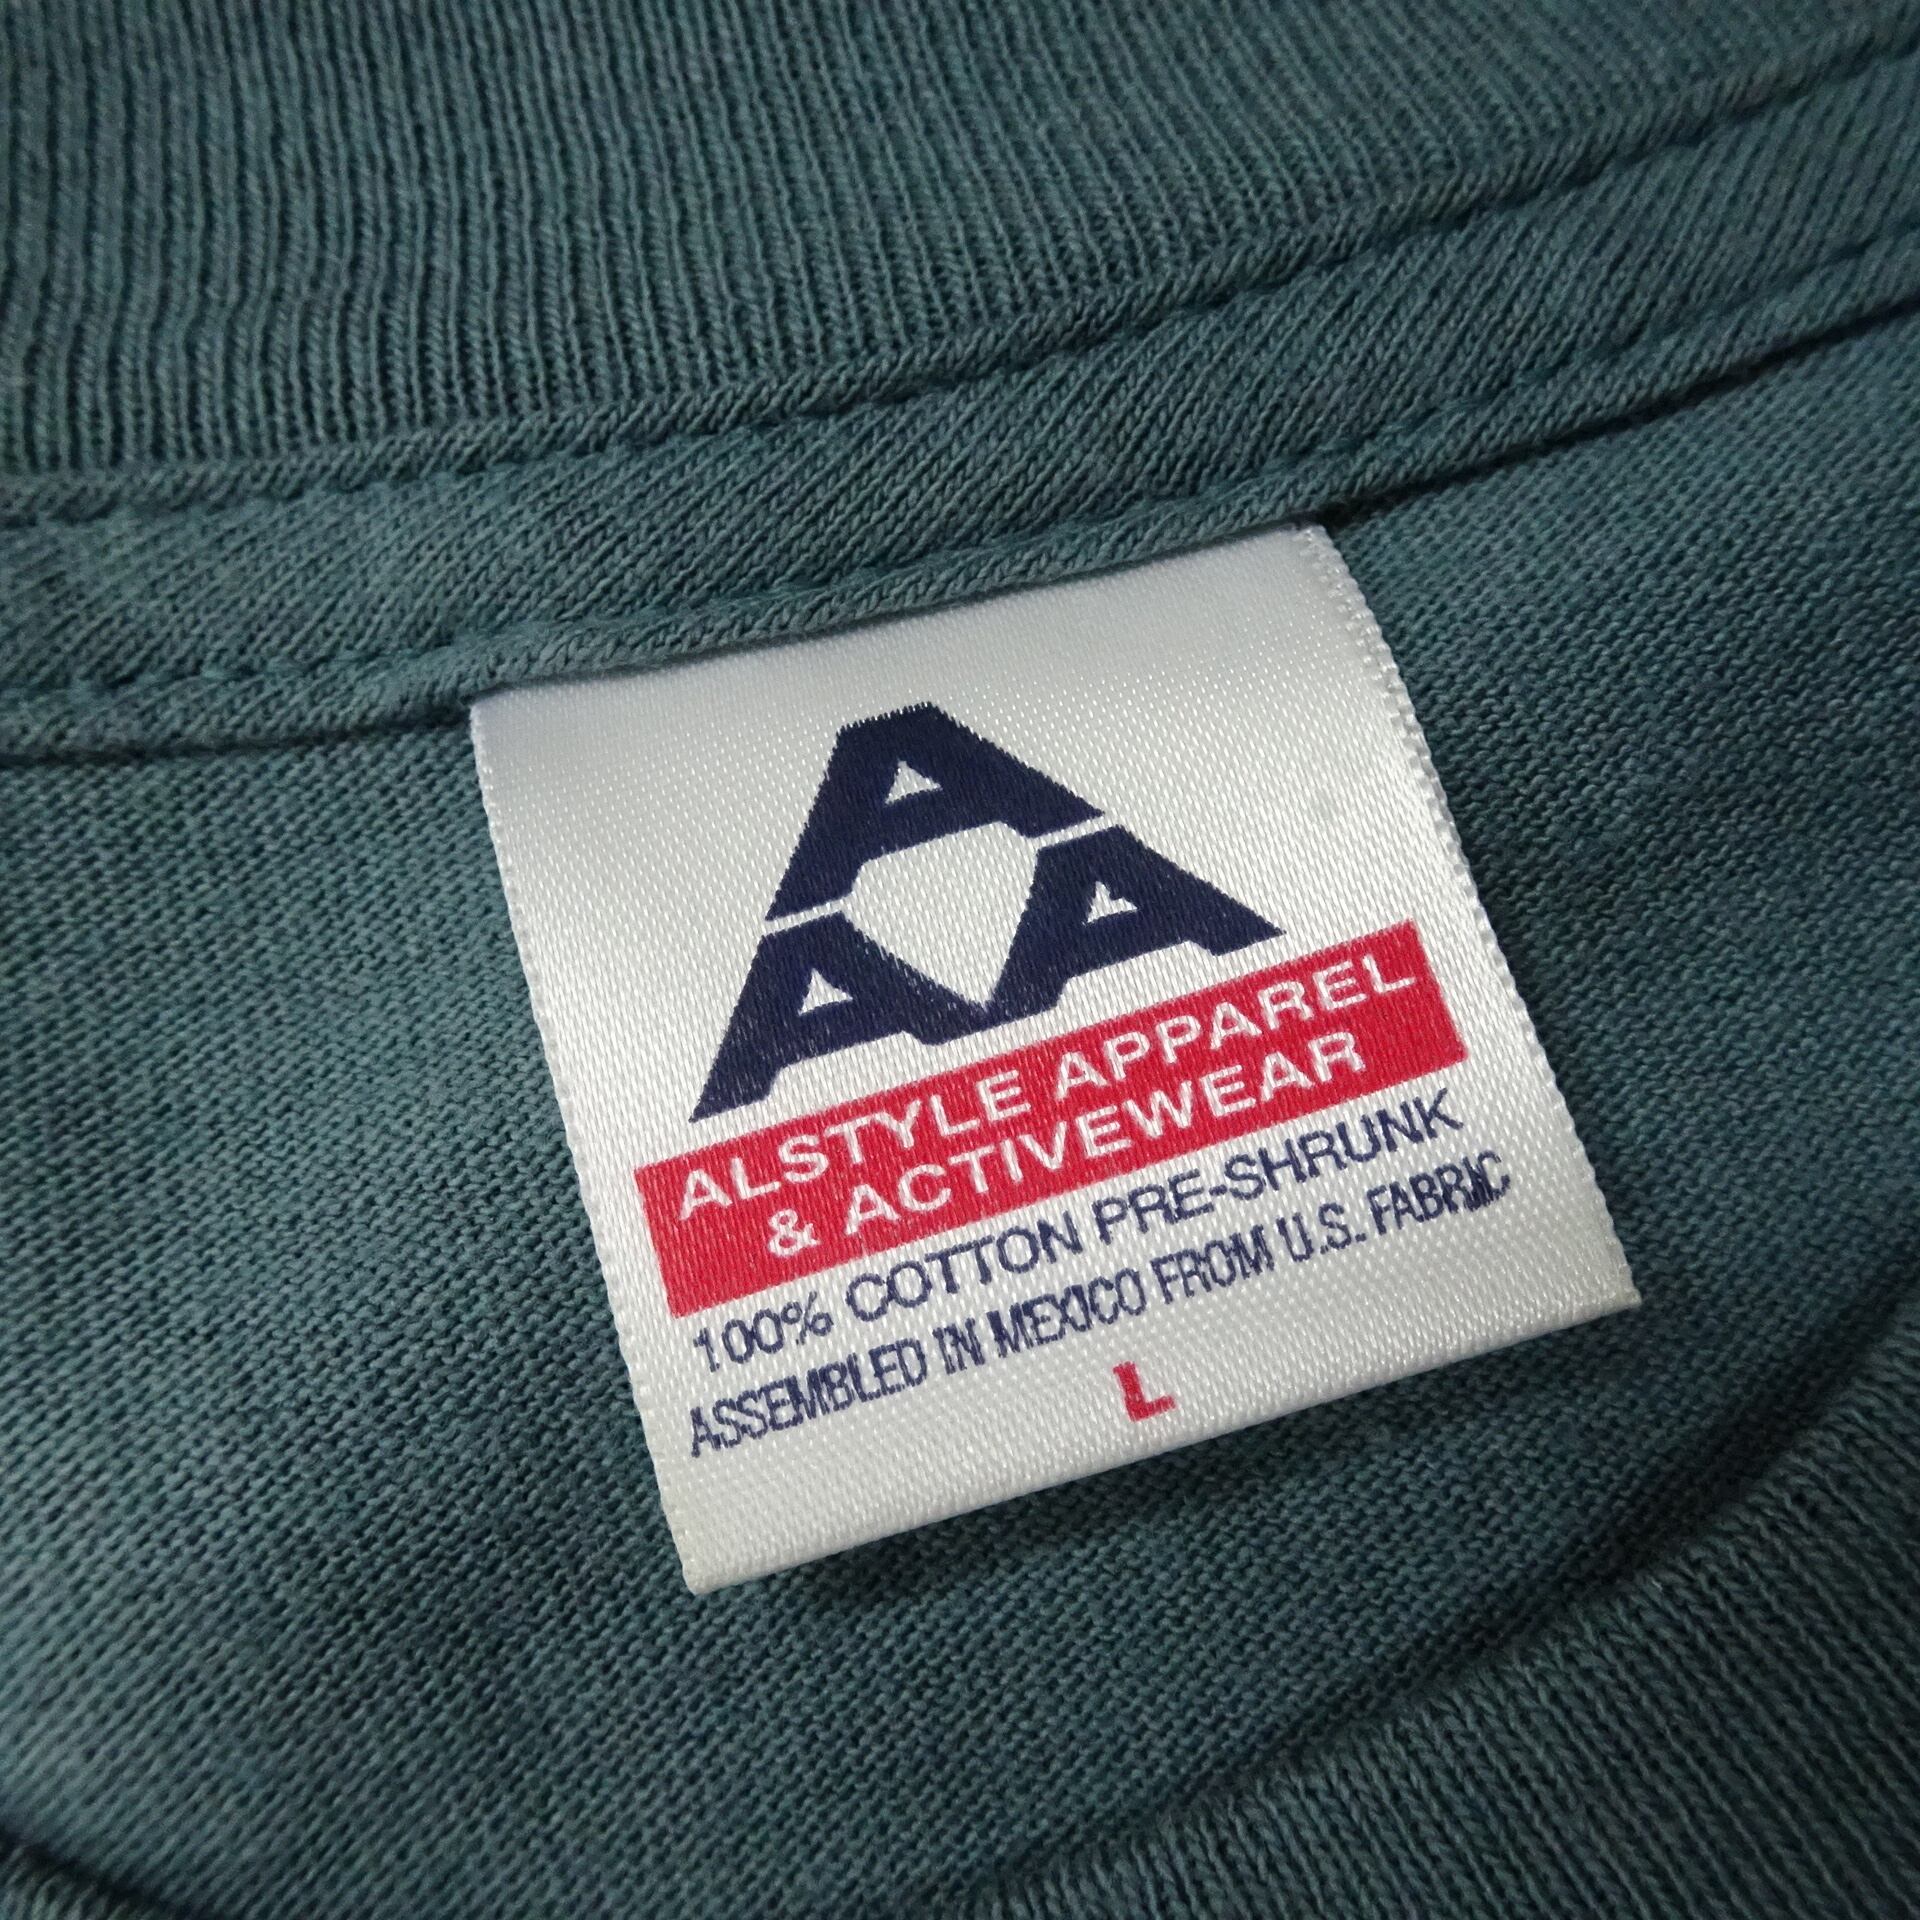 A
A A
ALSTYLE APPAREL
& ACTIVEWEAR
100% COTTON PRE-SHRUNK
ASSEMBLED IN MEXICO FROM U.S. FABRIC
L